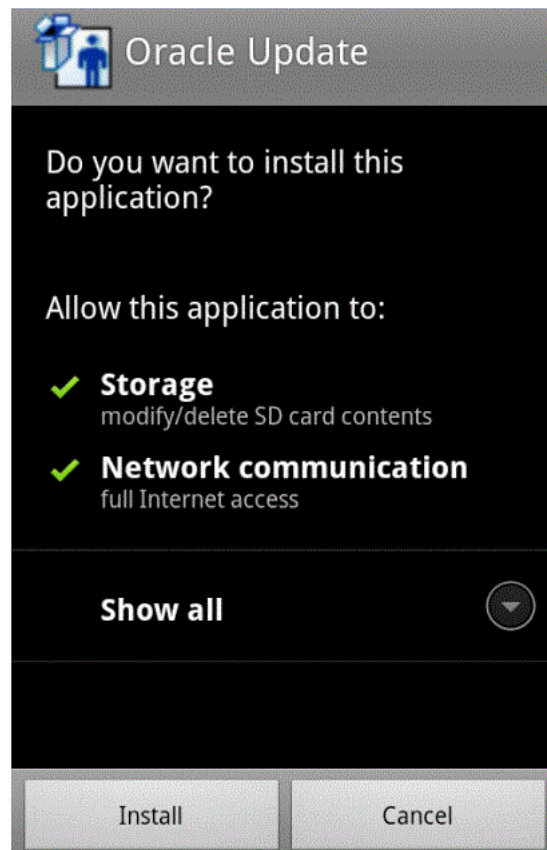 Oracle Update
Do you want to install this
application?
Allow this application to:
Storage
modify/delete SD card contents
Network communication
full Internet access
Show all
Install
Cancel